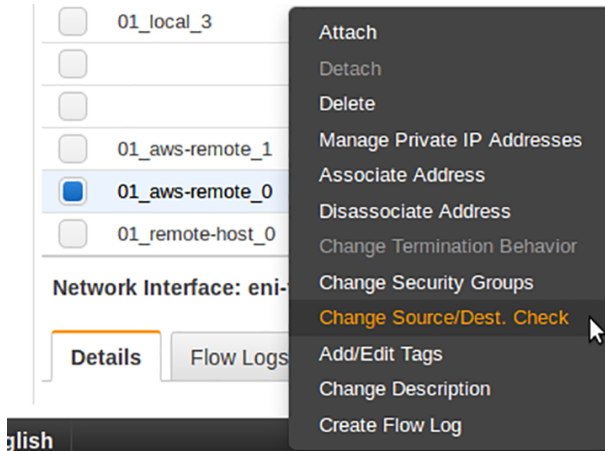 01_local_3
01_aws-remote_1
01_aws-remote_0
01_remote-host_0
Network Interface: eni-
Details
Flow Logs
glish
Attach
Detach
Delete
Manage Private IP Addresses
Associate Address
Disassociate Address
Change Termination Behavior
Change Security Groups
Change Source/Dest. Check
Add/Edit Tags
Change Description
Create Flow Log